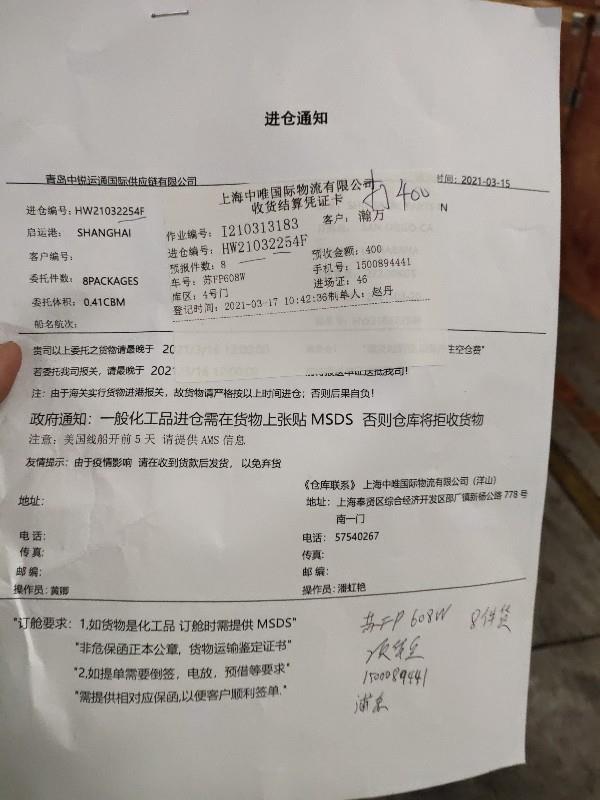 进仓通知
青岛中锐运通国际供应链有限公司
时间：2021-03-15
进仓编号：HW21032254F
启运港： SHANGHAI
客户编号：
委托件数： 8PACKAGES
委托体积： 0.41CBM
船名航次：
上海中唯国际物流有限公司
收货结算凭证卡
打400
N
作业编号：I210313183
客户：瀚万
进仓编号：HW21032254F
预报件数：8
预收金额：400
车号：苏FP608W
手机号：1500894441
库区：4号门
进场证：46
登记时间：2021-03-17 10:42:36制单人：赵丹
贵司以上委托之货物请最晚于 202
生空仓费"
若委托我司报关，请最晚于 202
注：由于海关实行货物进港报关，故货物请严格按以上时间进仓；否则后果自负！
政府通知：一般化工品进仓需在货物上张贴 MSDS 否则仓库将拒收货物
注意：美国线船开前 5 天 请提供 AMS 信息
友情提示：由于疫情影响 请在收到货款后发货，以免弃货
《仓库联系》 上海中唯国际物流有限公司（洋山）
地址：
地址：上海奉贤区综合经济开发区邵厂镇新杨公路 778 号
南一门
电话：
电话： 57540267
传真：
传真：
邮编：
邮编：
操作员：黄卿
操作员：潘虹艳
"订舱要求：1,如货物是化工品 订舱时需提供 MSDS"
"非危保函正本公章，货物运输鉴定证书"
"2,如提单需要倒签，电放，预借等要求"
"需提供相对应保函,以便客户顺利签单."
苏FP 608W 8件货
1500089441